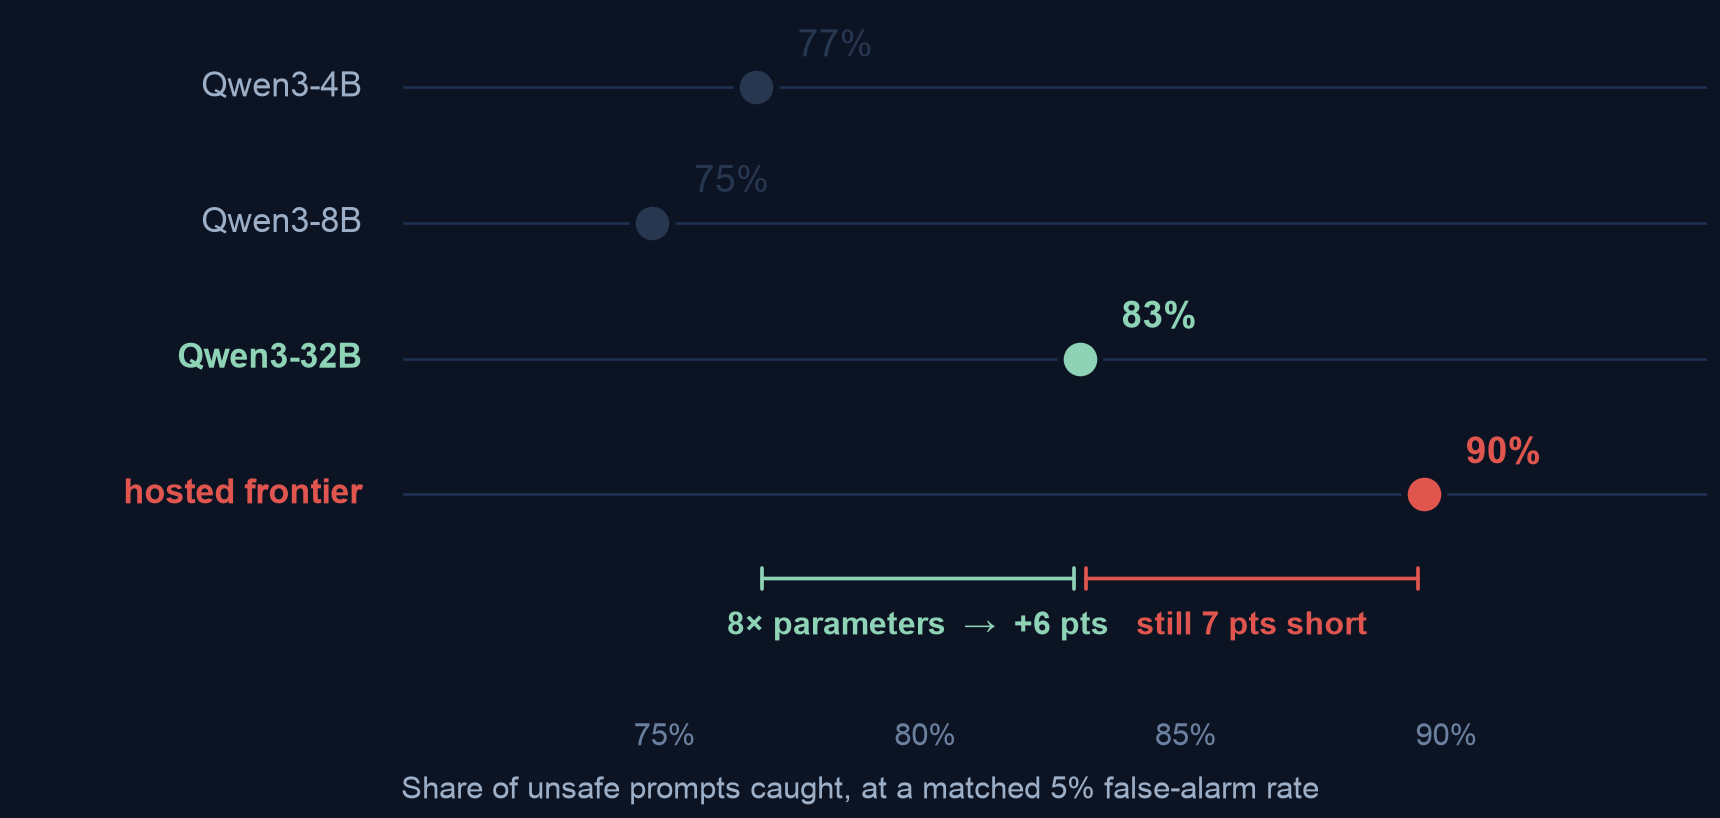 77%
Qwen3-4B
75%
Qwen3-8B
83%
Qwen3-32B
90%
hosted frontier
8× parameters → +6 pts still 7 pts short
75% 80% 85% 90%
Share of unsafe prompts caught, at a matched 5% false-alarm rate